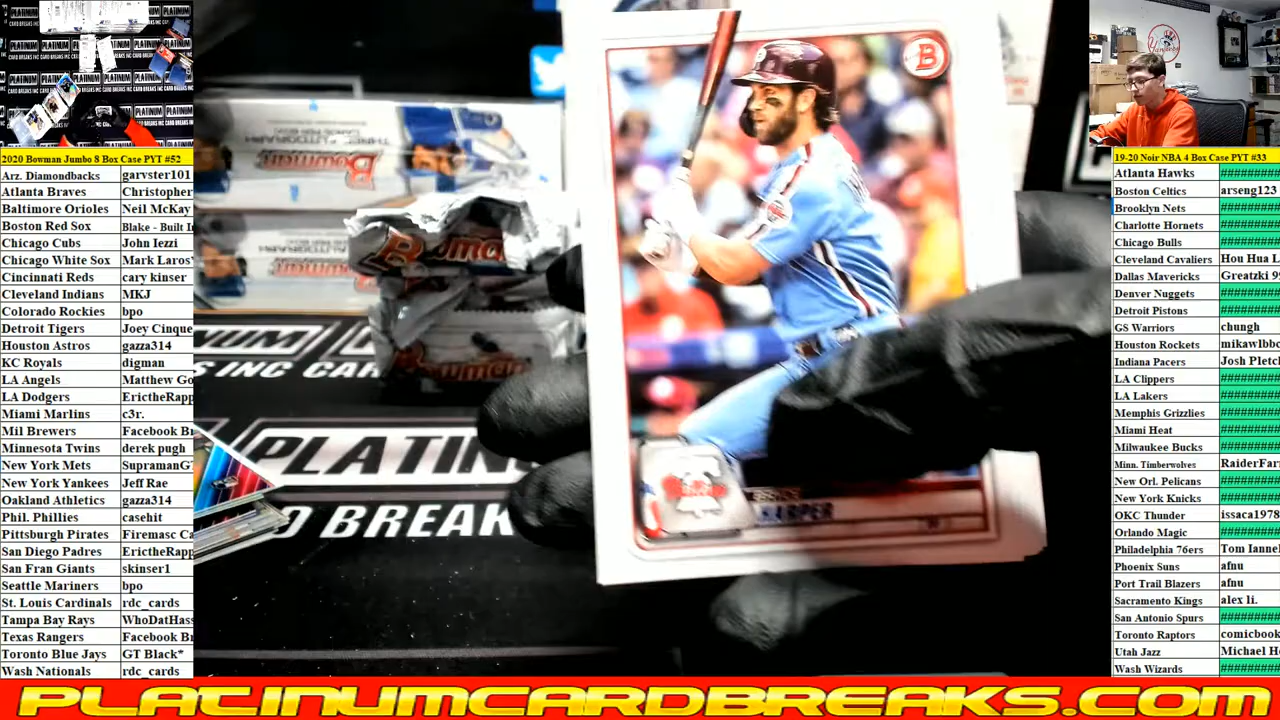 2020 Bowman Jumbo 8 Box Case PYT #52
Arz. Diamondbacks garvster101
Atlanta Braves Christopher
Baltimore Orioles Neil McKay
Boston Red Sox Blake - Built I
Chicago Cubs John Iezzi
Chicago White Sox Mark Laros
Cincinnati Reds cary kinser
Cleveland Indians MKJ
Colorado Rockies bpo
Detroit Tigers Joey Cinque
Houston Astros gazza314
KC Royals digman
LA Angels Matthew Go
LA Dodgers ErictheRapp
Miami Marlins c3r.
Mil Brewers Facebook Br
Minnesota Twins derek pugh
New York Mets SupramanG
New York Yankees Jeff Rae
Oakland Athletics gazza314
Phil. Phillies casehit
Pittsburgh Pirates Firemasc Ca
San Diego Padres ErictheRapp
San Fran Giants skinser1
Seattle Mariners bpo
St. Louis Cardinals rdc_cards
Tampa Bay Rays WhoDatHass
Texas Rangers Facebook Br
Toronto Blue Jays GT Black*
Wash Nationals rdc_cards
B
HARPER
Bowman
THREE AUTOGRAPH
PLATIN
D BREAK
INC CAR
19-20 Noir NBA 4 Box Case PYT #33
Atlanta Hawks ##########
Boston Celtics arseng123
Brooklyn Nets ##########
Charlotte Hornets ##########
Chicago Bulls ##########
Cleveland Cavaliers Hou Hua L
Dallas Mavericks Greatzki 9
Denver Nuggets ##########
Detroit Pistons ##########
GS Warriors chungh
Houston Rockets mikawlbbc
Indiana Pacers Josh Pletc
LA Clippers ##########
LA Lakers ##########
Memphis Grizzlies ##########
Miami Heat ##########
Milwaukee Bucks ##########
Minn. Timberwolves RaiderFar
New Orl. Pelicans ##########
New York Knicks ##########
OKC Thunder issaca1978
Orlando Magic ##########
Philadelphia 76ers Tom Iannel
Phoenix Suns afnu
Port Trail Blazers afnu
Sacramento Kings alex li.
San Antonio Spurs ##########
Toronto Raptors comicbook
Utah Jazz Michael He
Wash Wizards ##########
PLATINUMCARDBREAKS.COM